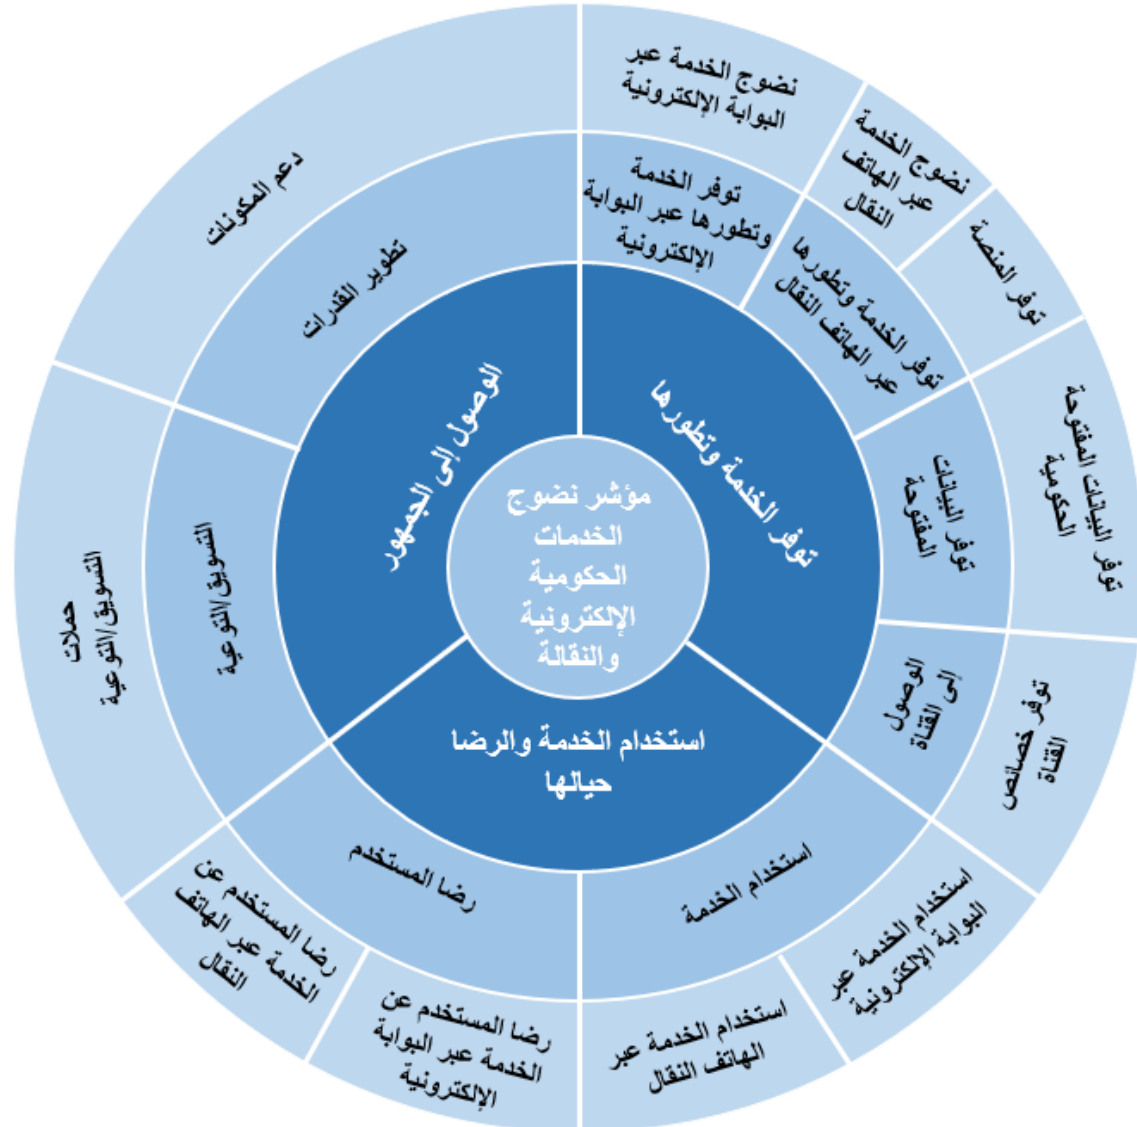 مؤشر نضوج
الخدمات
الحكومية
الإلكترونية
والنقالة
توفر الخدمة وتطورها
استخدام الخدمة والرضا
حيالها
الوصول إلى الجمهور
توفر الخدمة
وتطورها عبر البوابة
الإلكترونية
توفر الخدمة وتطورها
عبر الهاتف النقال
توفر البيانات
المفتوحة
الوصول
إلى القناة
استخدام الخدمة
رضا المستخدم
التسويق/التوعية
تطوير القدرات
نضوج الخدمة عبر
البوابة الإلكترونية
نضوج الخدمة
عبر الهاتف
النقال
توفر المنصة
توفر البيانات المفتوحة
الحكومية
توفر خصائص
القناة
استخدام الخدمة عبر
البوابة الإلكترونية
استخدام الخدمة عبر
الهاتف النقال
رضا المستخدم عن
الخدمة عبر البوابة
الإلكترونية
رضا المستخدم عن
الخدمة عبر الهاتف
النقال
حملات
التسويق/التوعية
دعم المكونات